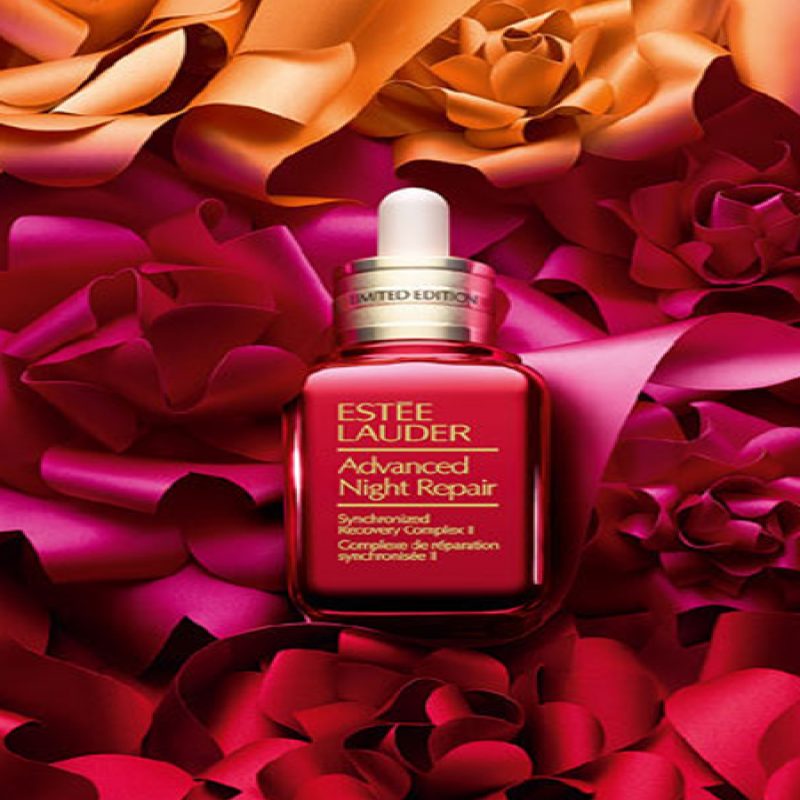 LIMITED EDITION
ESTĒE
LAUDER
Advanced
Night Repair
Synchronized
Recovery Complex II
Complexe de réparation
synchronisée II